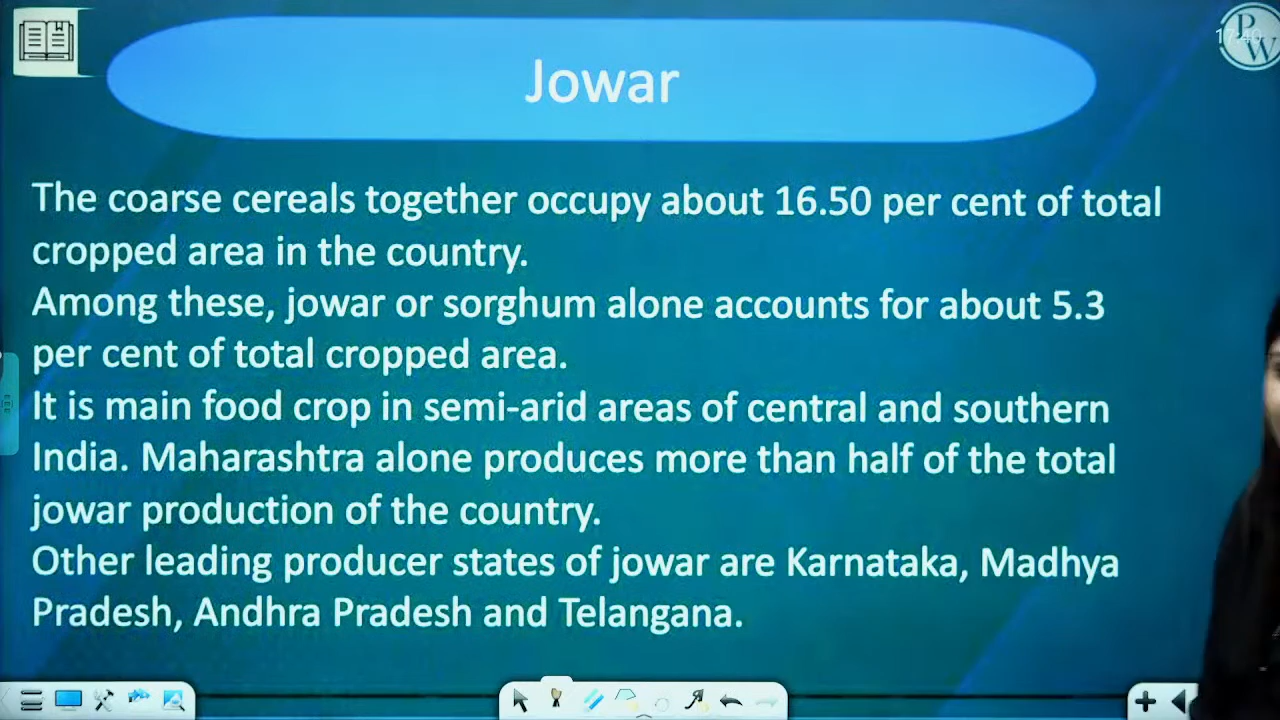 Jowar
PW
17:40
The coarse cereals together occupy about 16.50 per cent of total
cropped area in the country.
Among these, jowar or sorghum alone accounts for about 5.3
per cent of total cropped area.
It is main food crop in semi-arid areas of central and southern
India. Maharashtra alone produces more than half of the total
jowar production of the country.
Other leading producer states of jowar are Karnataka, Madhya
Pradesh, Andhra Pradesh and Telangana.